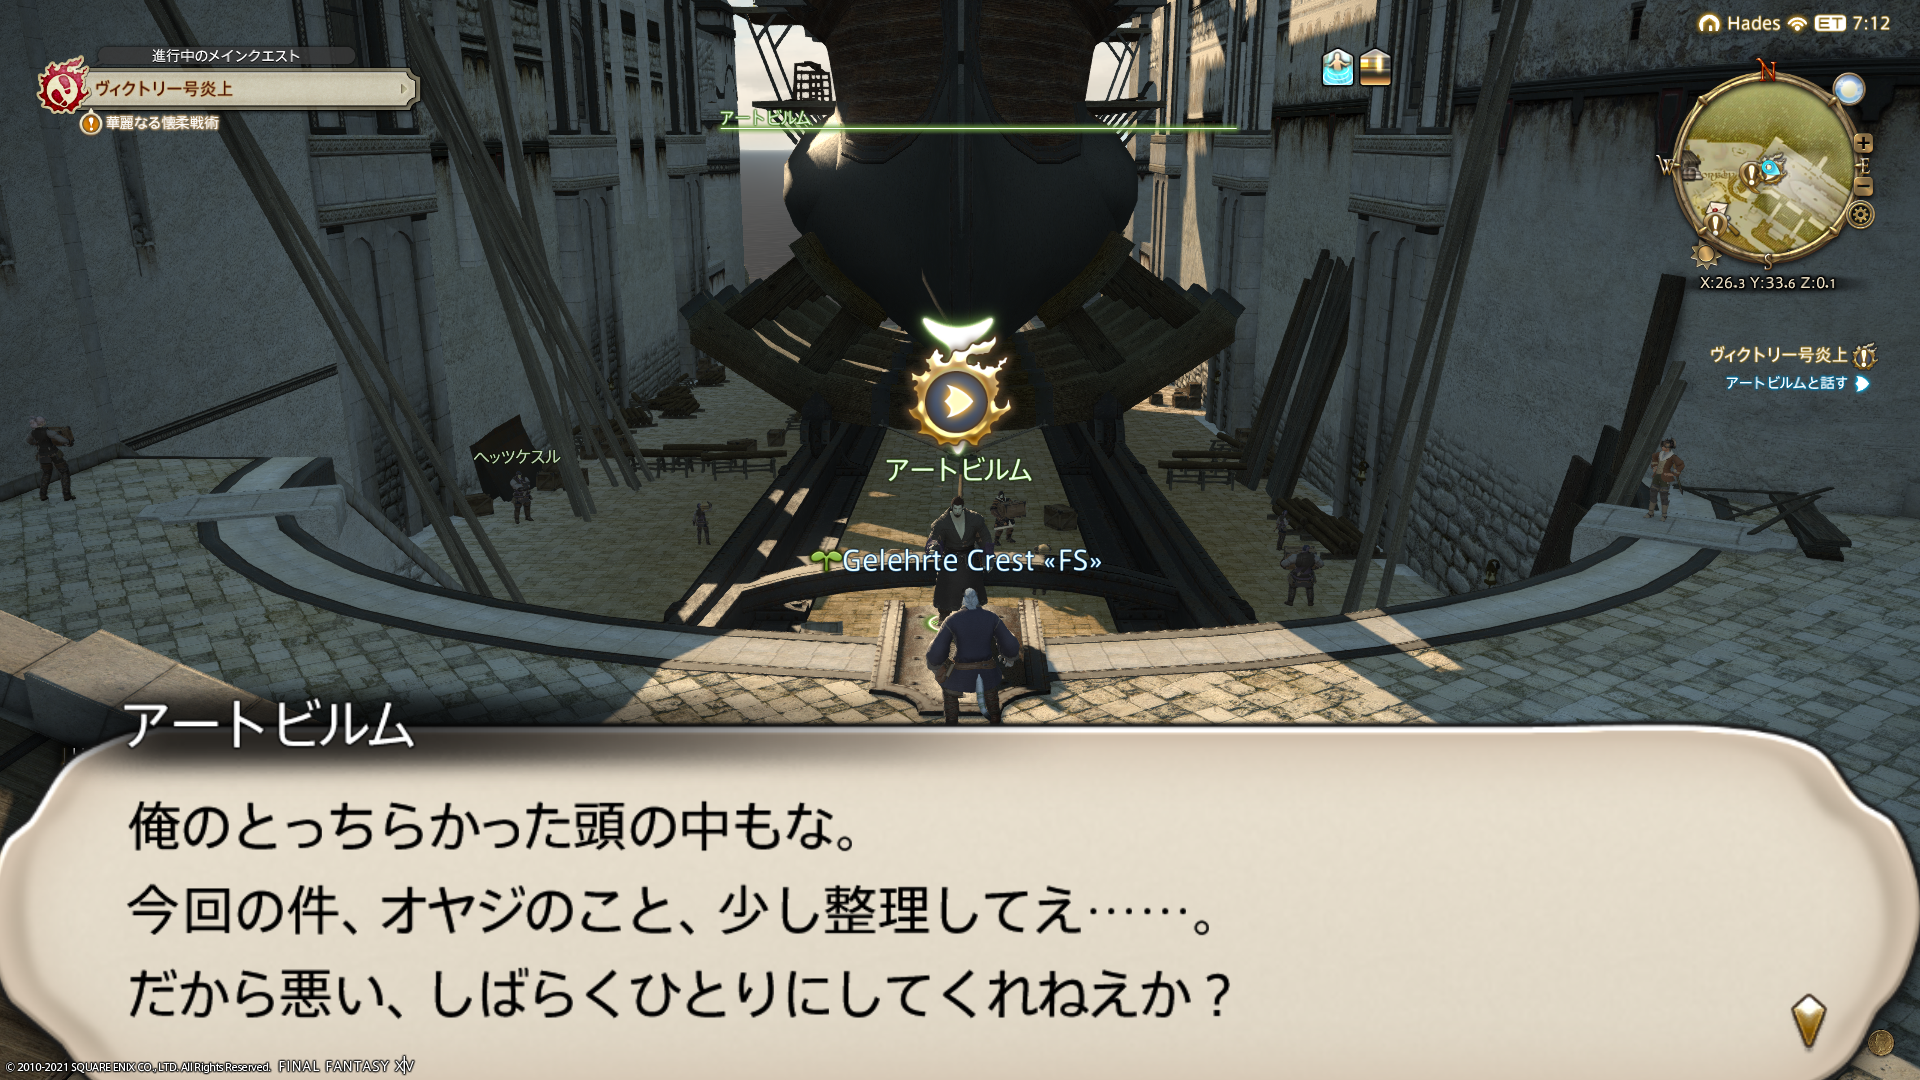 進行中のメインクエスト
ヴィクトリー号炎上
華麗なる懐柔戦術
アートビルム
Hades ET 7:12
N
W
E
S
X:26.3 Y:33.6 Z:0.1
ヴィクトリー号炎上
アートビルムと話す
ヘッツケスル
アートビルム
Gelehrte Crest «FS»
アートビルム
俺のとっちらかった頭の中もな。
今回の件、オヤジのこと、少し整理してえ……。
だから悪い、しばらくひとりにしてくれねえか？
© 2010-2021 SQUARE ENIX CO., LTD. All Rights Reserved. FINAL FANTASY XIV